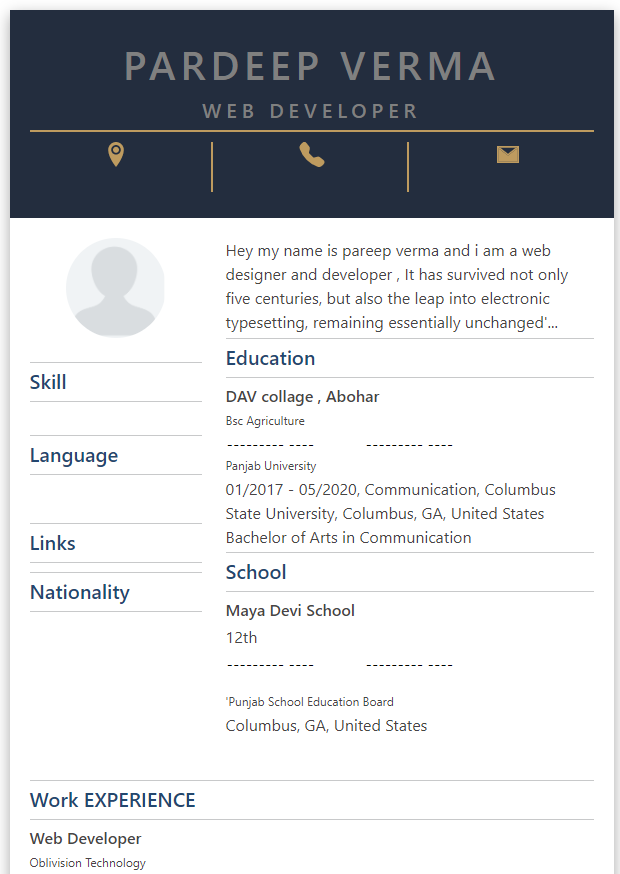 PARDEEP VERMA
WEB DEVELOPER
Hey my name is pareep verma and i am a web
designer and developer , It has survived not only
five centuries, but also the leap into electronic
typesetting, remaining essentially unchanged'...
Skill
Language
Links
Nationality
Education
DAV collage , Abohar
Bsc Agriculture
--------- ---- --------- ----
Panjab University
01/2017 - 05/2020, Communication, Columbus
State University, Columbus, GA, United States
Bachelor of Arts in Communication
School
Maya Devi School
12th
--------- ---- --------- ----
'Punjab School Education Board
Columbus, GA, United States
Work EXPERIENCE
Web Developer
Oblivision Technology